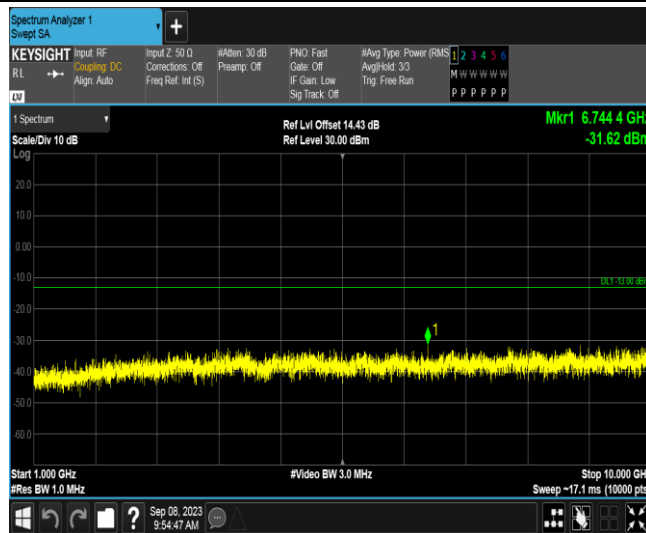 Spectrum Analyzer 1
Swept SA
+
KEYSIGHT
RL
Input: RF
Coupling: DC
Align: Auto
Input Z: 50 Ω
Corrections: Off
Freq Ref: Int (S)
#Atten: 30 dB
Preamp: Off
PNO: Fast
Gate: Off
IF Gain: Low
Sig Track: Off
#Avg Type: Power (RMS
Avg|Hold: 3/3
Trig: Free Run
1 2 3 4 5 6
M W W W W W
P P P P P P
LXI
1 Spectrum
Scale/Div 10 dB
Ref Lvl Offset 14.43 dB
Ref Level 30.00 dBm
Mkr1 6.744 4 GHz
-31.62 dBm
Log
20.0
10.0
0.00
-10.0
DL1 -13.00 dBm
-20.0
-30.0
1
-40.0
-50.0
-60.0
Start 1.000 GHz
#Res BW 1.0 MHz
#Video BW 3.0 MHz
Stop 10.000 GHz
Sweep ~17.1 ms (10000 pts
?
Sep 08, 2023
9:54:47 AM